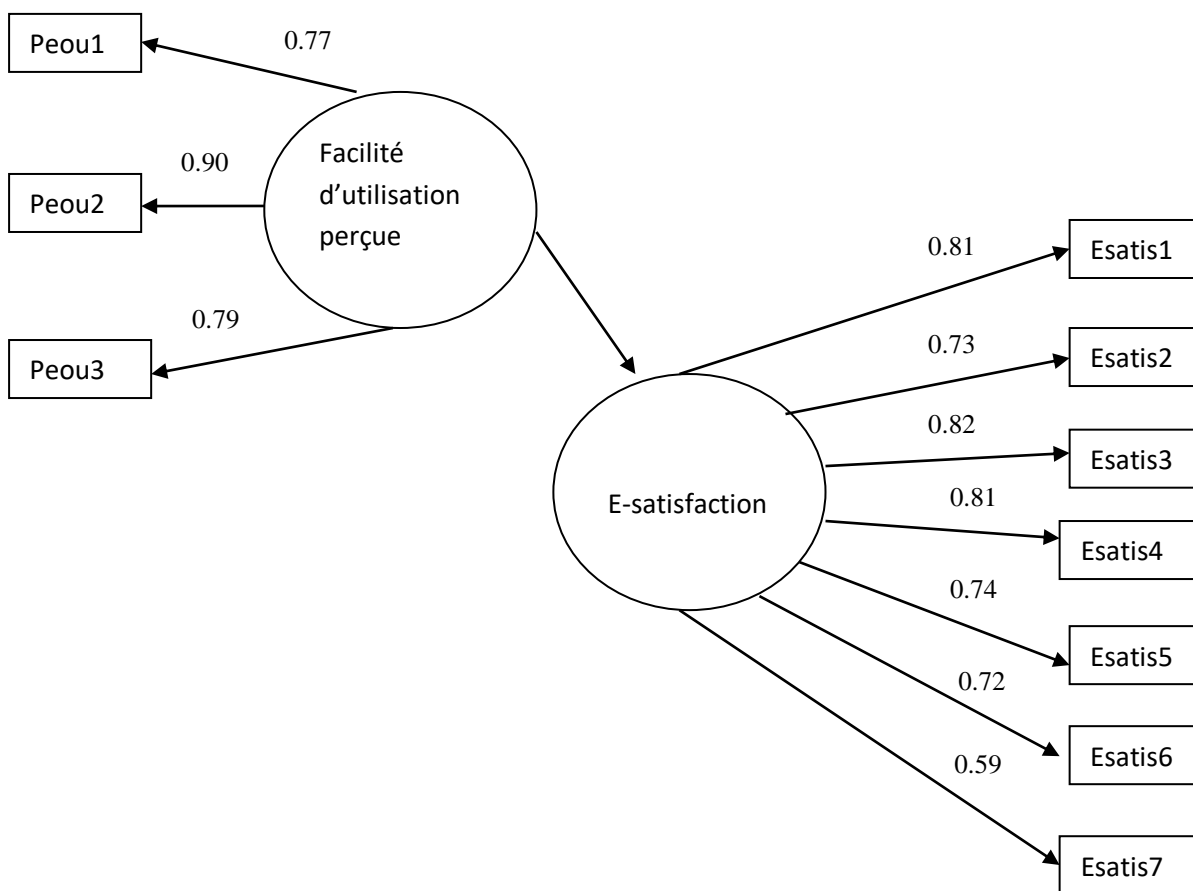 Peou1
0.77
Facilité
d’utilisation
perçue
0.90
Peou2
0.79
Peou3
0.81
Esatis1
0.73
Esatis2
0.82
Esatis3
E-satisfaction
0.81
Esatis4
0.74
Esatis5
0.72
Esatis6
0.59
Esatis7